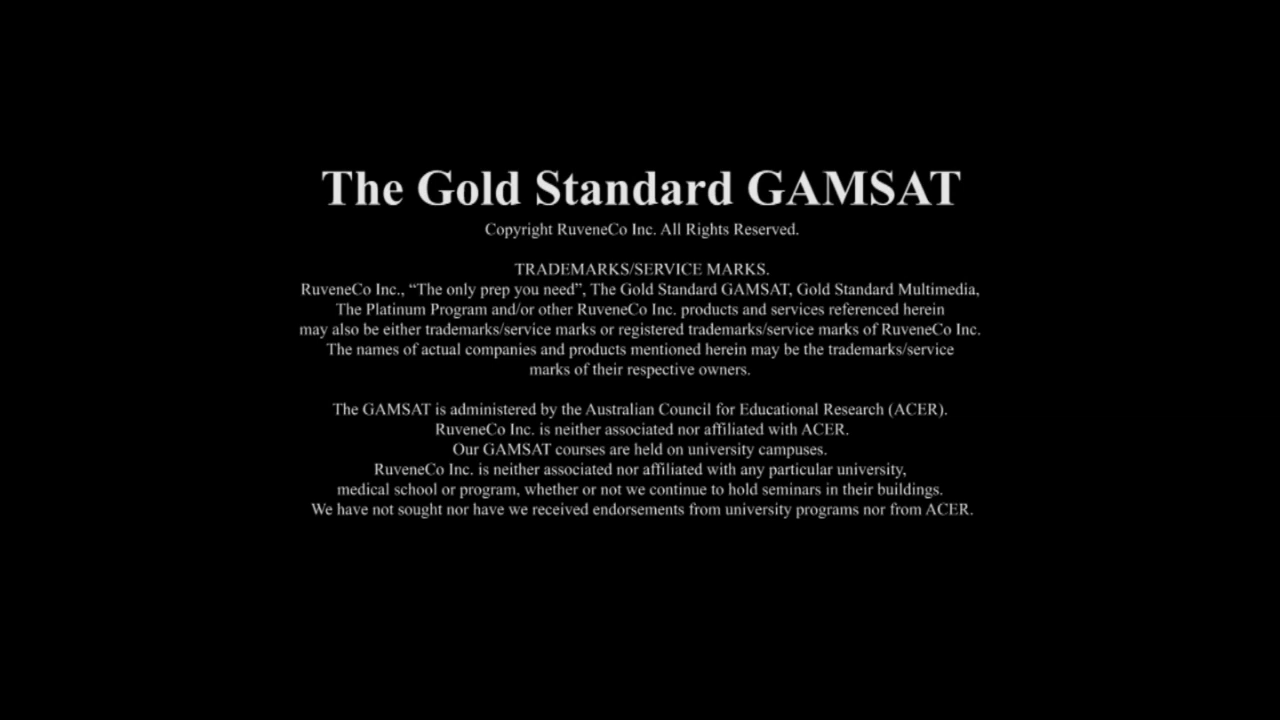 The Gold Standard GAMSAT
Copyright RuveneCo Inc. All Rights Reserved.
TRADEMARKS/SERVICE MARKS.
RuveneCo Inc., “The only prep you need”, The Gold Standard GAMSAT, Gold Standard Multimedia,
The Platinum Program and/or other RuveneCo Inc. products and services referenced herein
may also be either trademarks/service marks or registered trademarks/service marks of RuveneCo Inc.
The names of actual companies and products mentioned herein may be the trademarks/service
marks of their respective owners.
The GAMSAT is administered by the Australian Council for Educational Research (ACER).
RuveneCo Inc. is neither associated nor affiliated with ACER.
Our GAMSAT courses are held on university campuses.
RuveneCo Inc. is neither associated nor affiliated with any particular university,
medical school or program, whether or not we continue to hold seminars in their buildings.
We have not sought nor have we received endorsements from university programs nor from ACER.